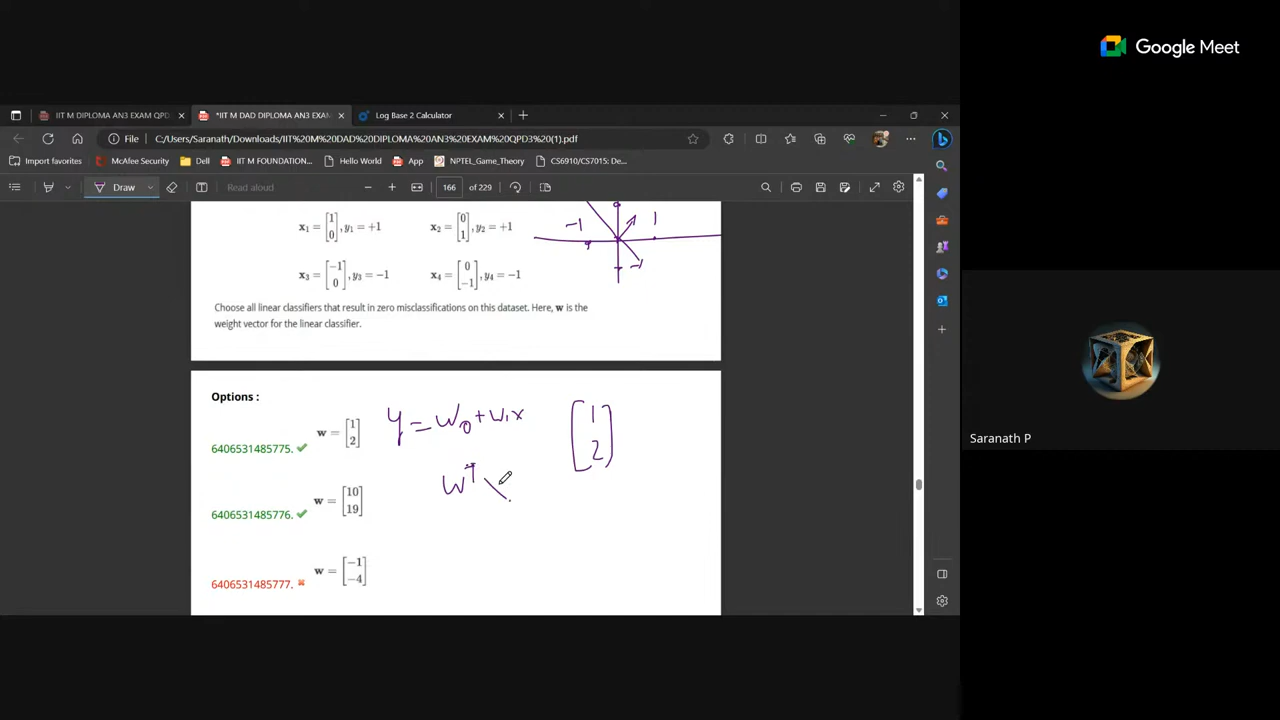 Google Meet
IIT M DIPLOMA AN3 EXAM QPD
*IIT M DAD DIPLOMA AN3 EXAM
Log Base 2 Calculator
File
C:/Users/Saranath/Downloads/IIT%20M%20DAD%20DIPLOMA%20AN3%20EXAM%20QPD3%20(1).pdf
Import favorites
McAfee Security
Dell
IIT M FOUNDATION...
Hello World
App
NPTEL_Game_Theory
CS6910/CS7015: De...
Draw
Read aloud
166 of 229
x₁ = [1 0], y₁ = +1
x₂ = [0 1], y₂ = +1
x₃ = [−1 0], y₃ = −1
x₄ = [0 −1], y₄ = −1
-1
1
-1
Choose all linear classifiers that result in zero misclassifications on this dataset. Here, w is the
weight vector for the linear classifier.
Options :
6406531485775. w = [1 2]
y = w₀ + w₁x
[1 2]
wᵀ
6406531485776. w = [10 19]
6406531485777. w = [−1 −4]
Saranath P